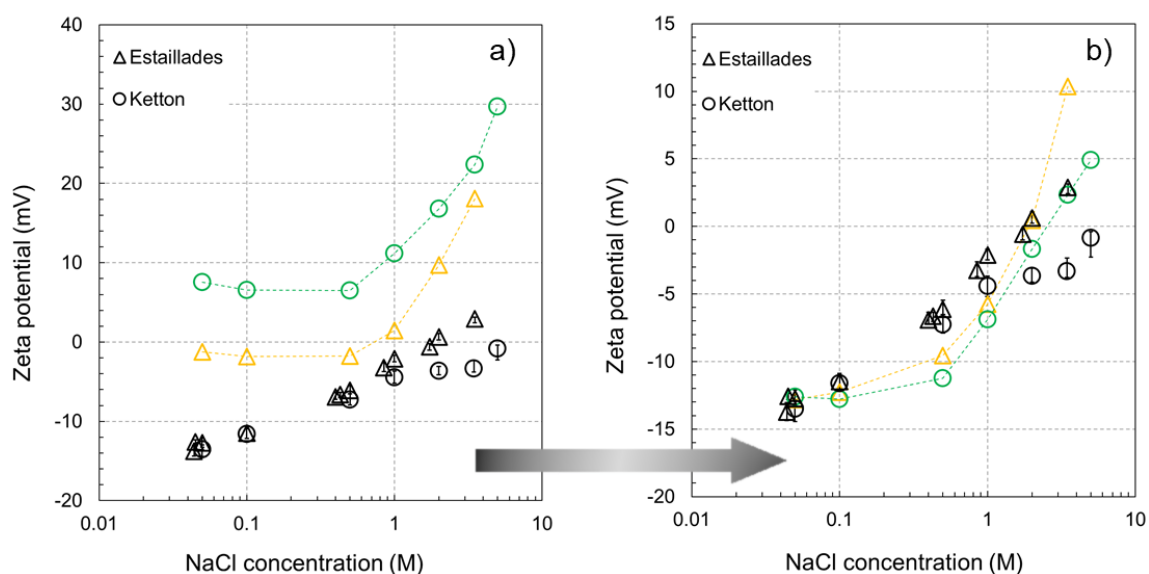 a)
Estaillades
Ketton
40
30
20
10
0
-10
-20
0.01 0.1 1 10
Zeta potential (mV)
NaCl concentration (M)
b)
Estaillades
Ketton
15
10
5
0
-5
-10
-15
-20
0.01 0.1 1 10
Zeta potential (mV)
NaCl concentration (M)